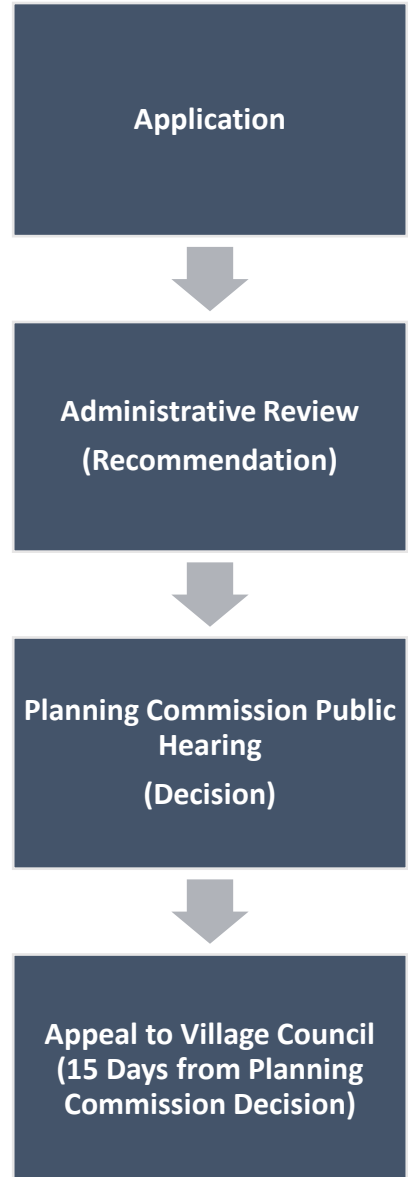 Application
Administrative Review
(Recommendation)
Planning Commission Public
Hearing
(Decision)
Appeal to Village Council
(15 Days from Planning
Commission Decision)